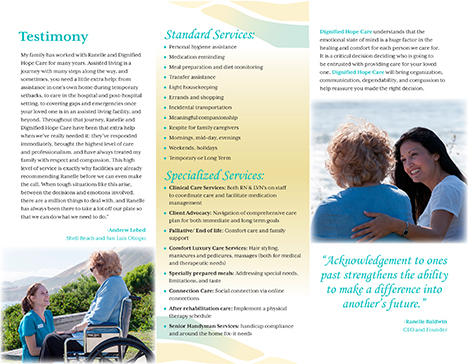 Testimony
My family has worked with Ranelle and Dignified
Hope Care for many years. Assisted living is a
journey with many steps along the way, and
sometimes, you need a little extra help: from
assistance in one's own home during temporary
setbacks, to care in the hospital and post-hospital
setting, to covering gaps and emergencies once
your loved one is in an assisted living facility, and
beyond. Throughout that journey, Ranelle and
Dignified Hope Care have been that extra help
when we've really needed it: they've responded
immediately, brought the highest level of care
and professionalism, and have always treated my
family with respect and compassion. This high
level of service is exactly why facilities are already
recommending Ranelle before we can even make
the call. When tough situations like this arise,
between the decisions and emotions involved,
there are a million things to deal with, and Ranelle
has always been there to take a lot off our plate so
that we can do what we need to do."
-Andrew Lebed
Shell Beach and San Luis Obispo
Standard Services:
Personal hygiene assistance
Medication reminding
Meal preparation and diet monitoring
Transfer assistance
Light housekeeping
Errands and shopping
Incidental transportation
Meaningful companionship
Respite for family caregivers
Mornings, mid-day, evenings
Weekends, holidays
Temporary or Long Term
Specialized Services:
Clinical Care Services: Both RN & LVN's on staff
to coordinate care and facilitate medication
management
Client Advocacy: Navigation of comprehensive care
plan for both immediate and long term goals
Palliative/ End of life: Comfort care and family
support
Comfort Luxury Care Services: Hair styling,
manicures and pedicures, massages (both for medical
and therapeutic needs)
Specially prepared meals: Addressing special needs,
limitations, and taste
Connection Care: Social connection via online
connections
After rehabilitation care: Implement a physical
therapy schedule
Senior Handyman Services: handicap compliance
and around the home fix-it needs
Dignified Hope Care understands that the
emotional state of mind is a huge factor in the
healing and comfort for each person we care for.
It is a critical decision deciding who is going to
be entrusted with providing care for your loved
one. Dignified Hope Care will bring organization,
communication, dependability, and compassion to
help reassure you made the right decision.
"Acknowledgement to ones
past strengthens the ability
to make a difference into
another's future."
-Ranelle Baldwin
CEO and Founder